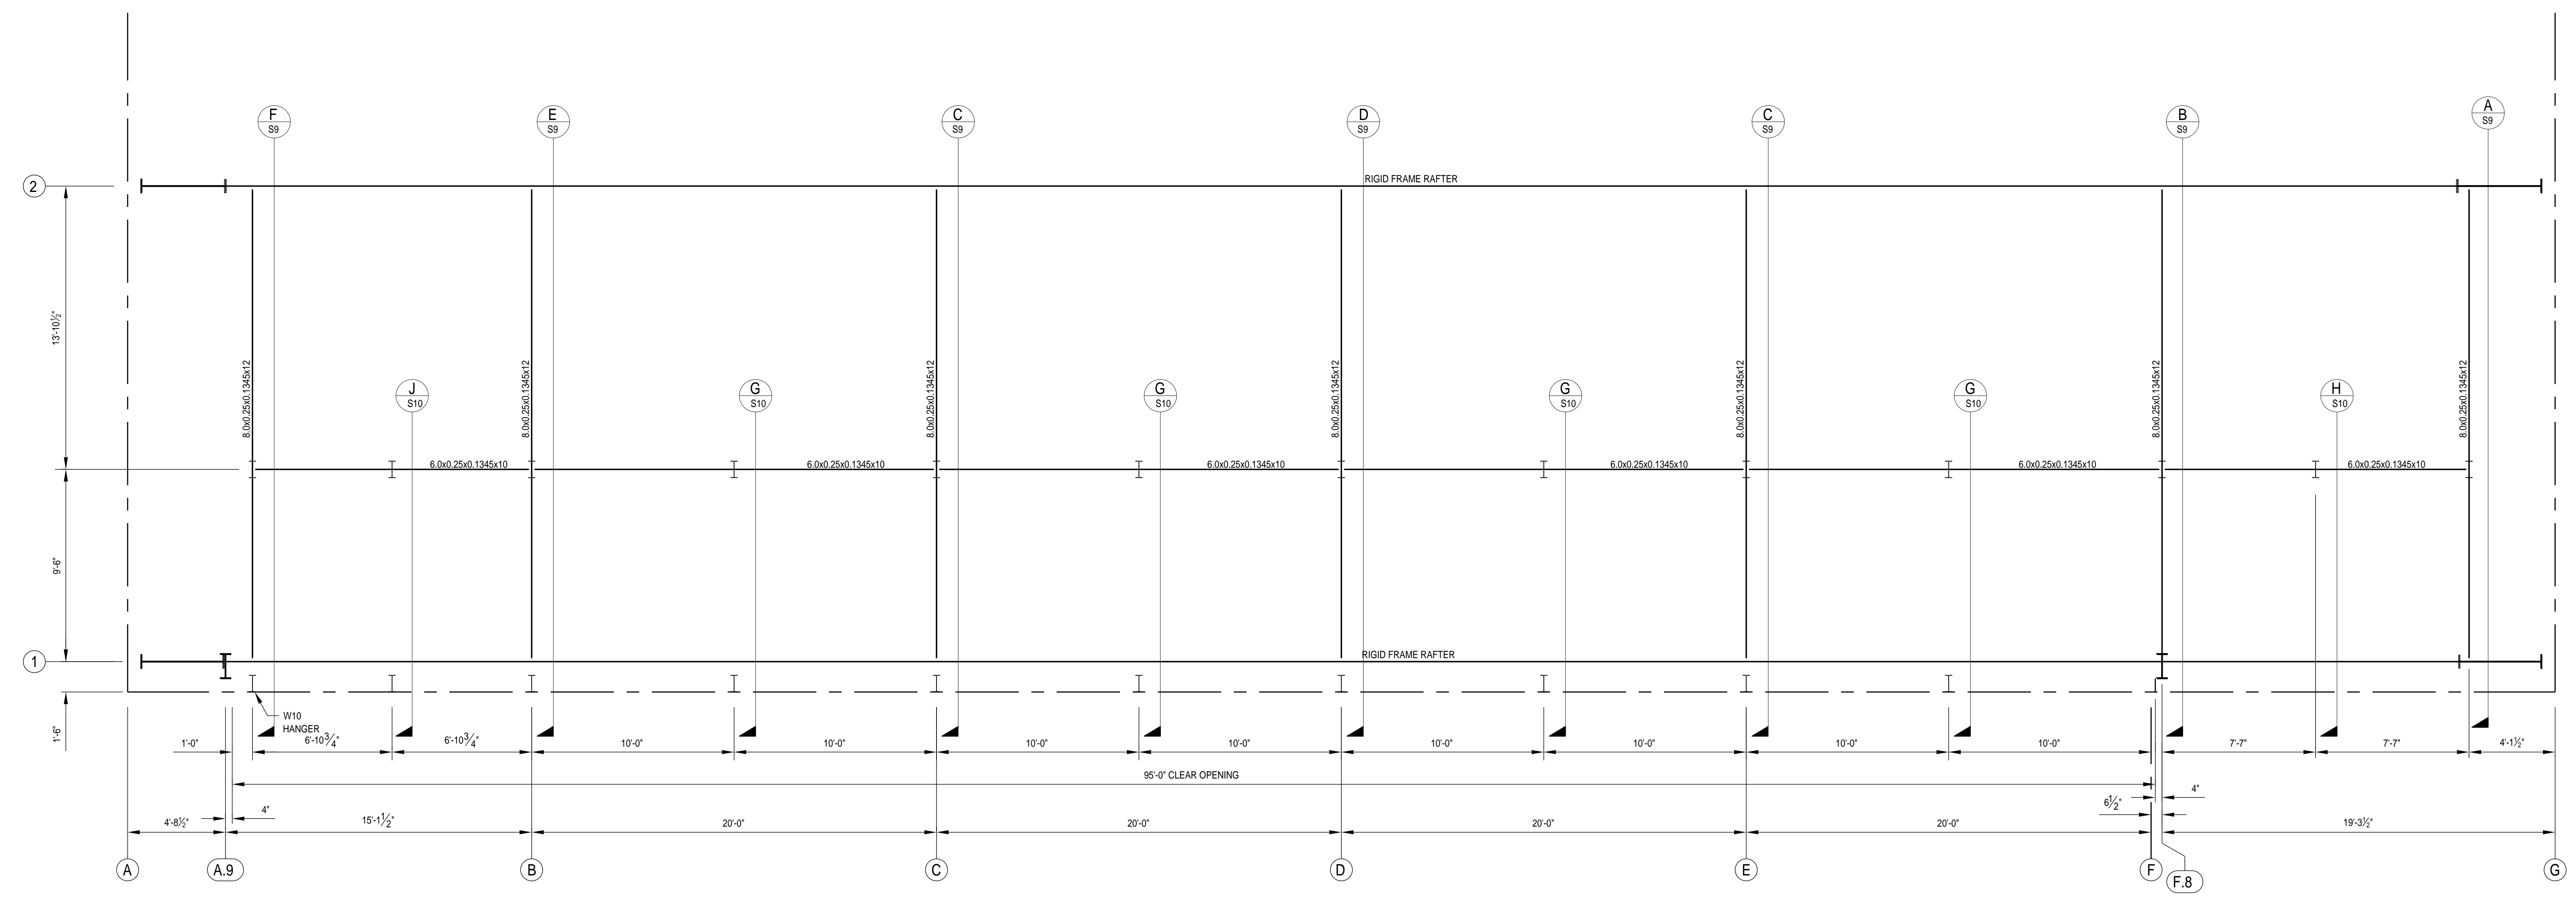 A
F
S9
E
S9
C
S9
D
S9
C
S9
B
S9
S9
2
RIGID FRAME RAFTER
13'-10½"
8.0x0.25x0.1345x12
8.0x0.25x0.1345x12
8.0x0.25x0.1345x12
8.0x0.25x0.1345x12
8.0x0.25x0.1345x12
8.0x0.25x0.1345x12
8.0x0.25x0.1345x12
J
S10
G
S10
G
S10
G
S10
G
S10
H
S10
6.0x0.25x0.1345x10
6.0x0.25x0.1345x10
6.0x0.25x0.1345x10
6.0x0.25x0.1345x10
6.0x0.25x0.1345x10
6.0x0.25x0.1345x10
9'-6"
1
RIGID FRAME RAFTER
1'-6"
W10
HANGER
1'-0"
6'-10¾"
6'-10¾"
10'-0"
10'-0"
10'-0"
10'-0"
10'-0"
10'-0"
10'-0"
10'-0"
7'-7"
7'-7"
4'-1½"
95'-0" CLEAR OPENING
4"
6½"
4"
4'-8½"
15'-1½"
20'-0"
20'-0"
20'-0"
20'-0"
19'-3½"
A
A.9
B
C
D
E
F
F.8
G